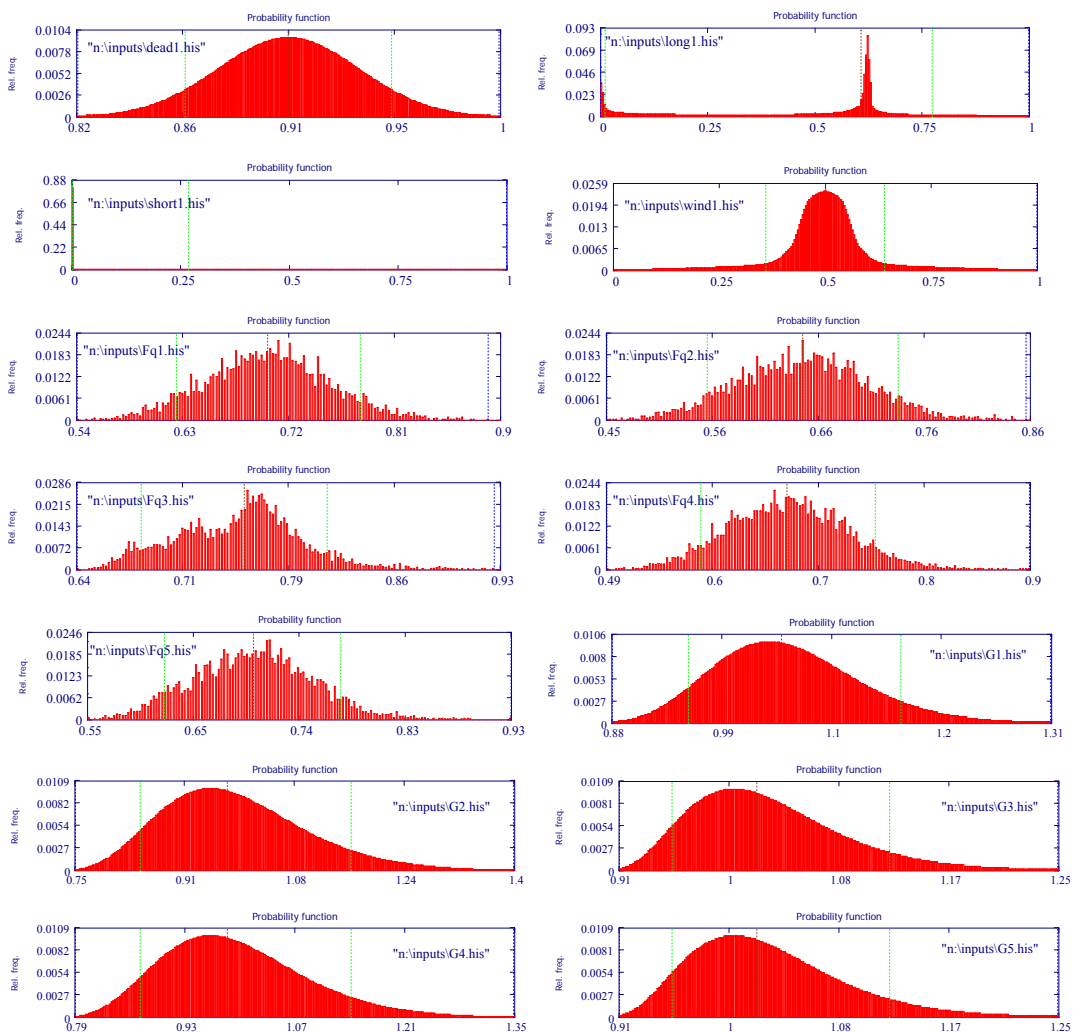 Probability function
0.0104
0.0078
0.0052
0.0026
0
Rel. freq.
"n:\inputs\dead1.his"
0.82 0.86 0.91 0.95 1
Probability function
0.093
0.069
0.046
0.023
0
Rel. freq.
"n:\inputs\long1.his"
0 0.25 0.5 0.75 1
Probability function
0.88
0.66
0.44
0.22
0
Rel. freq.
"n:\inputs\short1.his"
0.25 0.5 0.75 1
Probability function
0.0259
0.0194
0.013
0.0065
0
Rel. freq.
"n:\inputs\wind1.his"
0 0.25 0.5 0.75 1
Probability function
0.0244
0.0183
0.0122
0.0061
0
Rel. freq.
"n:\inputs\Fq1.his"
0.54 0.63 0.72 0.81 0.9
Probability function
0.0244
0.0183
0.0122
0.0061
0
Rel. freq.
"n:\inputs\Fq2.his"
0.45 0.56 0.66 0.76 0.86
Probability function
0.0286
0.0215
0.0143
0.0072
0
Rel. freq.
"n:\inputs\Fq3.his"
0.64 0.71 0.79 0.86 0.93
Probability function
0.0244
0.0183
0.0122
0.0061
0
Rel. freq.
"n:\inputs\Fq4.his"
0.49 0.6 0.7 0.8 0.9
Probability function
0.0246
0.0185
0.0123
0.0062
0
Rel. freq.
"n:\inputs\Fq5.his"
0.55 0.65 0.74 0.83 0.93
Probability function
0.0106
0.008
0.0053
0.0027
0
Rel. freq.
"n:\inputs\G1.his"
0.88 0.99 1.1 1.2 1.31
Probability function
0.0109
0.0082
0.0054
0.0027
0
Rel. freq.
"n:\inputs\G2.his"
0.75 0.91 1.08 1.24 1.4
Probability function
0.0109
0.0081
0.0054
0.0027
0
Rel. freq.
"n:\inputs\G3.his"
0.91 1 1.08 1.17 1.25
Probability function
0.0109
0.0082
0.0054
0.0027
0
Rel. freq.
"n:\inputs\G4.his"
0.79 0.93 1.07 1.21 1.35
Probability function
0.0109
0.0081
0.0054
0.0027
0
Rel. freq.
"n:\inputs\G5.his"
0.91 1 1.08 1.17 1.25